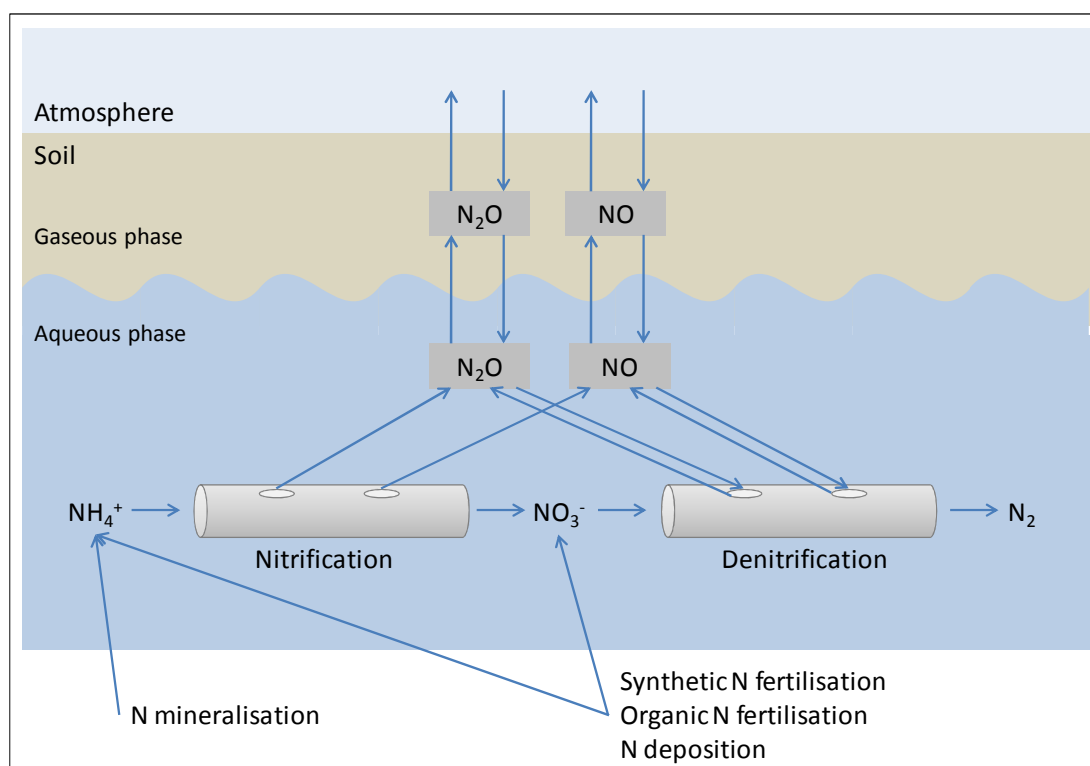 Atmosphere
Soil
N₂O
NO
Gaseous phase
Aqueous phase
N₂O
NO
NH₄⁺
NO₃⁻
N₂
Nitrification
Denitrification
N mineralisation
Synthetic N fertilisation
Organic N fertilisation
N deposition